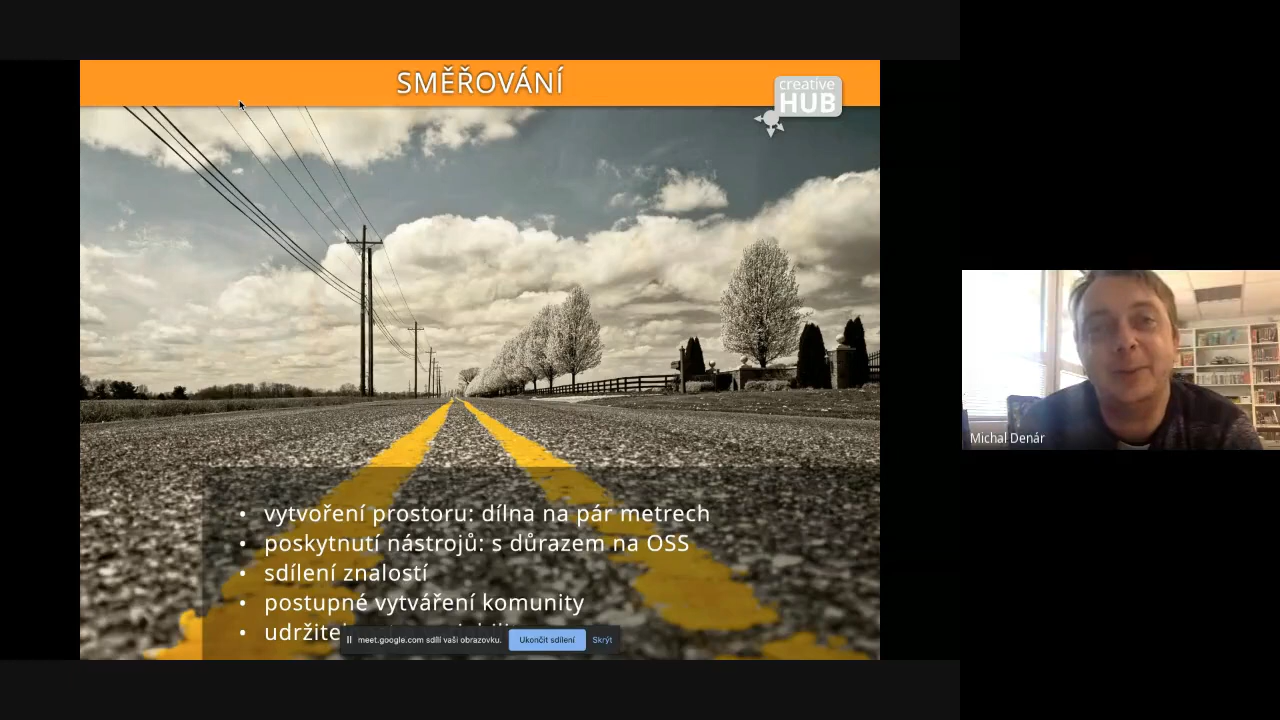 SMĚŘOVÁNÍ
creative
HUB
• vytvoření prostoru: dílna na pár metrech
• poskytnutí nástrojů: s důrazem na OSS
• sdílení znalostí
• postupné vytváření komunity
• udržite
meet.google.com sdílí vaši obrazovku. Ukončit sdílení Skrýt
Michal Denár